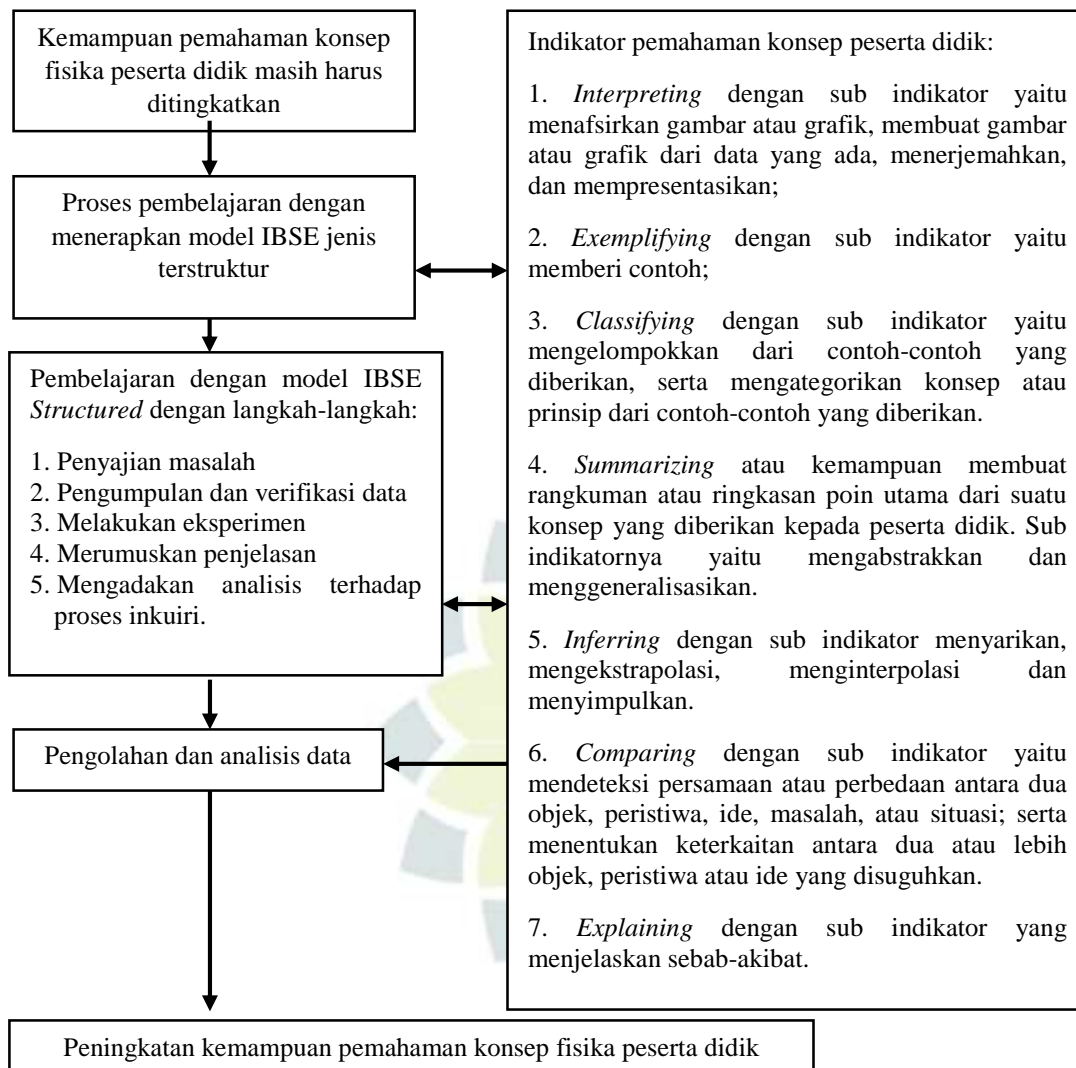 Kemampuan pemahaman konsep
fisika peserta didik masih harus
ditingkatkan
Proses pembelajaran dengan
menerapkan model IBSE jenis
terstruktur
Pembelajaran dengan model IBSE
Structured dengan langkah-langkah:
1. Penyajian masalah
2. Pengumpulan dan verifikasi data
3. Melakukan eksperimen
4. Merumuskan penjelasan
5. Mengadakan analisis terhadap
proses inkuiri.
Pengolahan dan analisis data
Indikator pemahaman konsep peserta didik:
1. Interpreting dengan sub indikator yaitu
menafsirkan gambar atau grafik, membuat gambar
atau grafik dari data yang ada, menerjemahkan,
dan mempresentasikan;
2. Exemplifying dengan sub indikator yaitu
memberi contoh;
3. Classifying dengan sub indikator yaitu
mengelompokkan dari contoh-contoh yang
diberikan, serta mengategorikan konsep atau
prinsip dari contoh-contoh yang diberikan.
4. Summarizing atau kemampuan membuat
rangkuman atau ringkasan poin utama dari suatu
konsep yang diberikan kepada peserta didik. Sub
indikatornya yaitu mengabstrakkan dan
menggeneralisasikan.
5. Inferring dengan sub indikator menyarikan,
mengekstrapolasi, menginterpolasi dan
menyimpulkan.
6. Comparing dengan sub indikator yaitu
mendeteksi persamaan atau perbedaan antara dua
objek, peristiwa, ide, masalah, atau situasi; serta
menentukan keterkaitan antara dua atau lebih
objek, peristiwa atau ide yang disuguhkan.
7. Explaining dengan sub indikator yang
menjelaskan sebab-akibat.
Peningkatan kemampuan pemahaman konsep fisika peserta didik